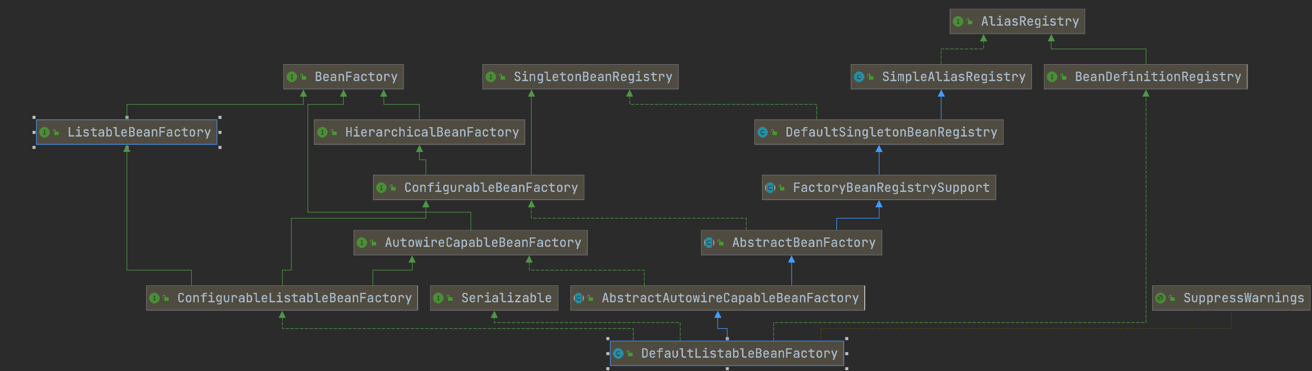 AliasRegistry
BeanFactory
SingletonBeanRegistry
SimpleAliasRegistry
BeanDefinitionRegistry
ListableBeanFactory
HierarchicalBeanFactory
DefaultSingletonBeanRegistry
ConfigurableBeanFactory
FactoryBeanRegistrySupport
AutowireCapableBeanFactory
AbstractBeanFactory
ConfigurableListableBeanFactory
Serializable
AbstractAutowireCapableBeanFactory
SuppressWarnings
DefaultListableBeanFactory